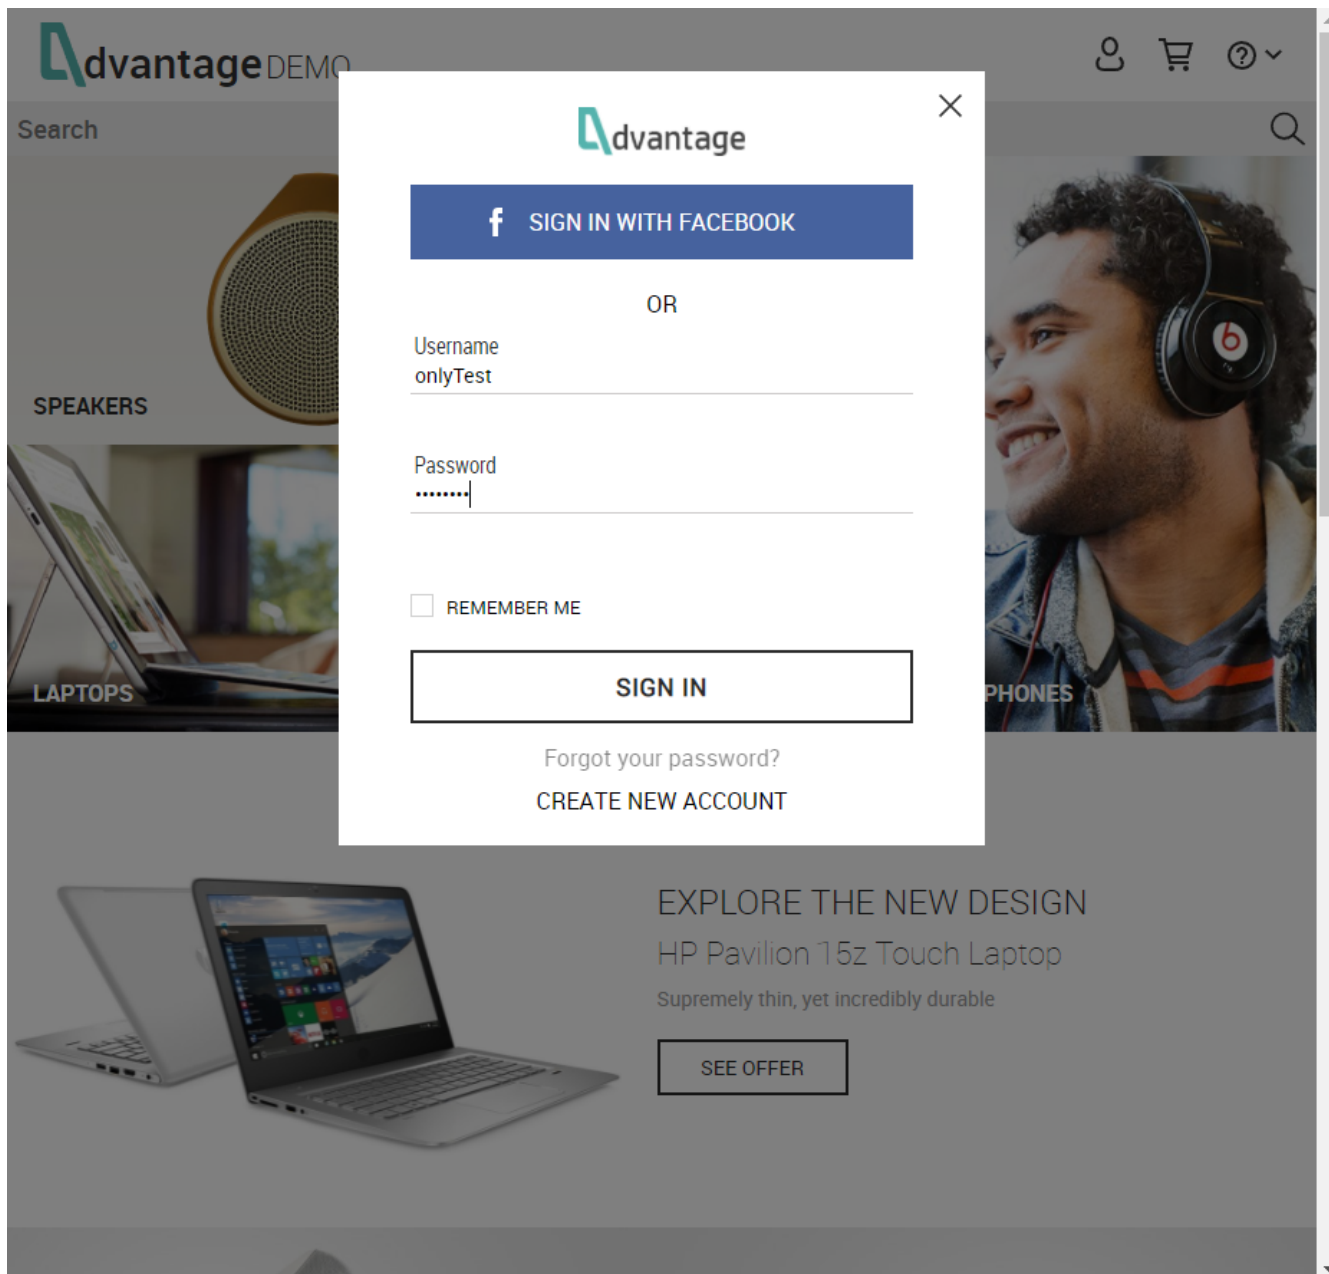 dvantage DEMO
Search
dvantage
f SIGN IN WITH FACEBOOK
OR
Username
onlyTest
SPEAKERS
Password
REMEMBER ME
SIGN IN
LAPTOPS
PHONES
Forgot your password?
CREATE NEW ACCOUNT
EXPLORE THE NEW DESIGN
HP Pavilion 15z Touch Laptop
Supremely thin, yet incredibly durable
SEE OFFER